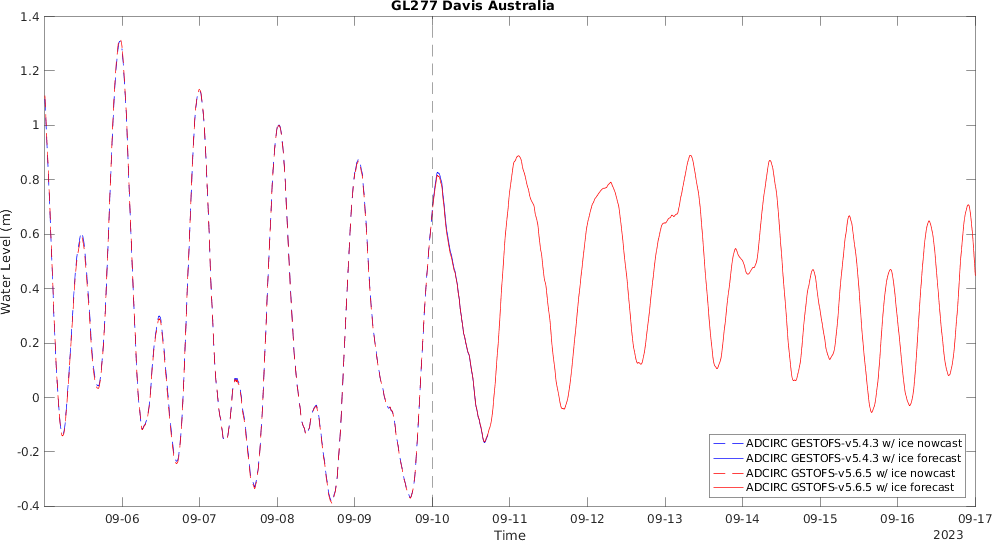 GL277 Davis Australia
1.4
1.2
1
0.8
0.6
0.4
0.2
0
-0.2
-0.4
Water Level (m)
ADCIRC GESTOFS-v5.4.3 w/ ice nowcast
ADCIRC GESTOFS-v5.4.3 w/ ice forecast
ADCIRC GSTOFS-v5.6.5 w/ ice nowcast
ADCIRC GSTOFS-v5.6.5 w/ ice forecast
09-06 09-07 09-08 09-09 09-10 09-11 09-12 09-13 09-14 09-15 09-16 09-17
Time
2023